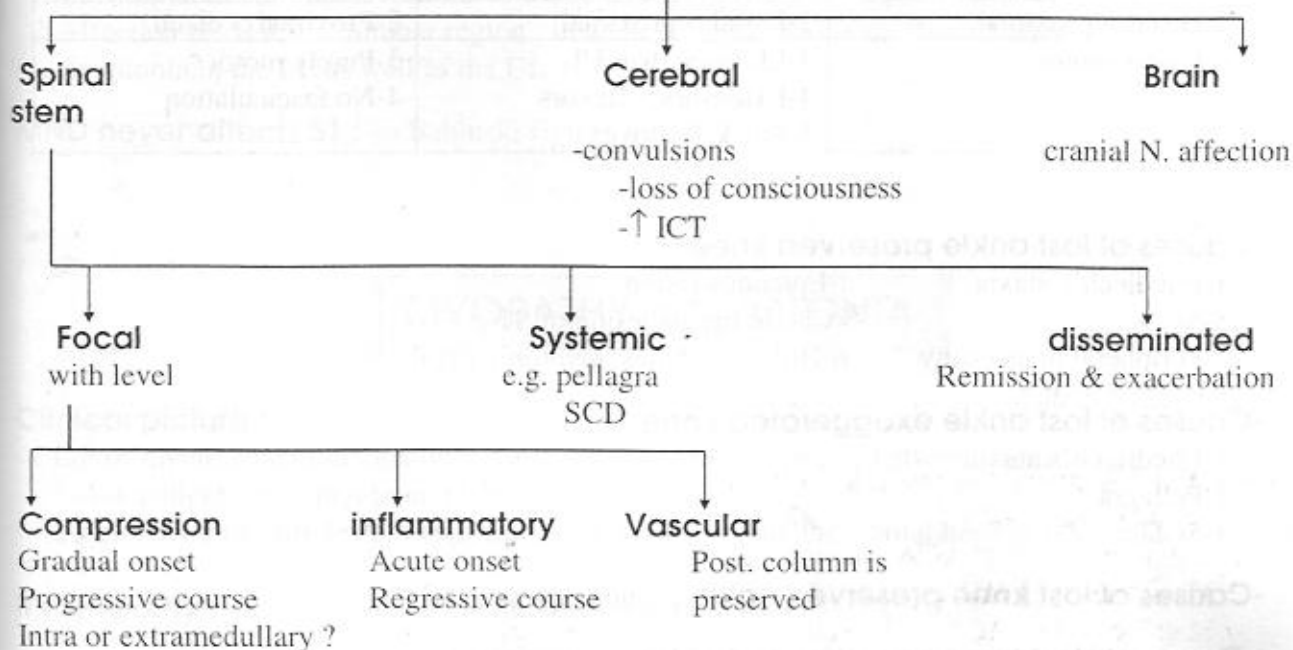 Spinal Cerebral Brain
stem
-convulsions cranial N. affection
-loss of consciousness
-↑ ICT
Focal Systemic disseminated
with level e.g. pellagra Remission & exacerbation
SCD
Compression inflammatory Vascular
Gradual onset Acute onset Post. column is
Progressive course Regressive course preserved
Intra or extramedullary ?